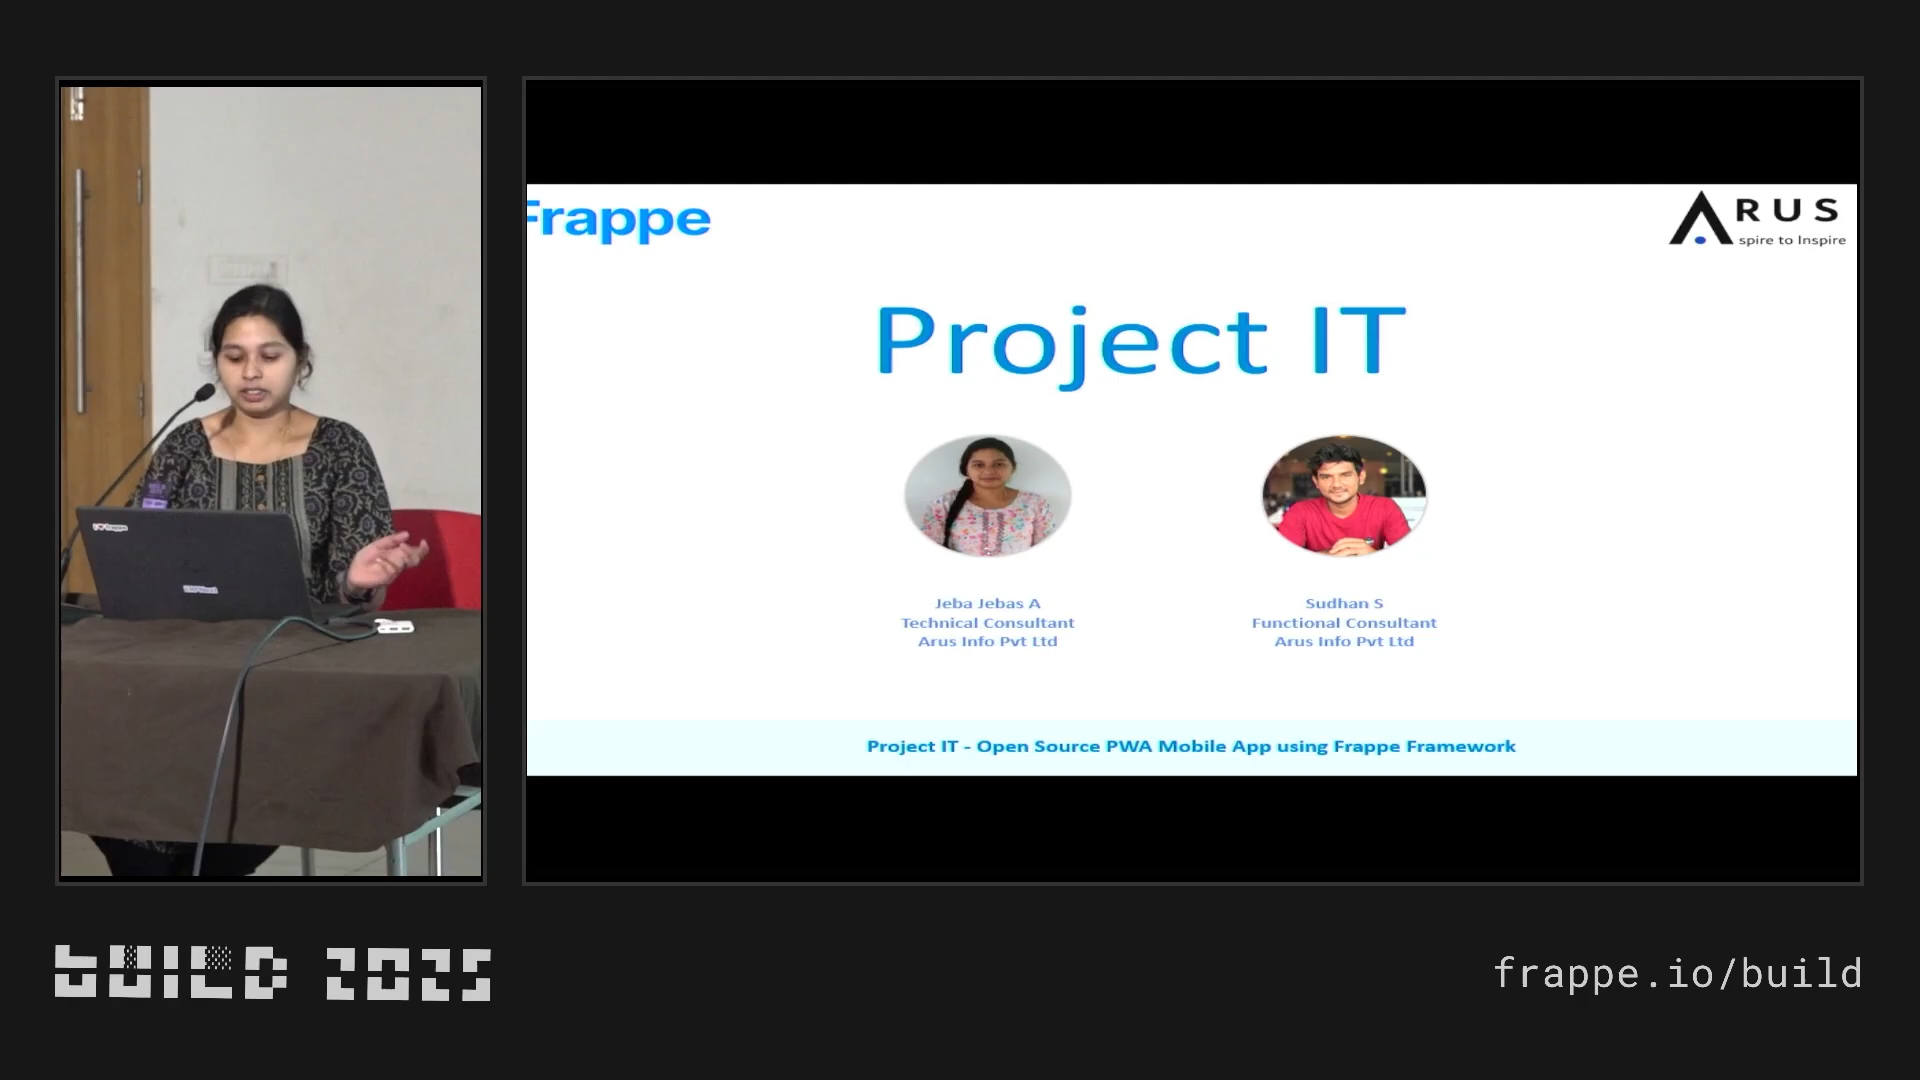 Frappe
ARUS
spire to Inspire
Project IT
Jeba Jebas A
Technical Consultant
Arus Info Pvt Ltd
Sudhan S
Functional Consultant
Arus Info Pvt Ltd
Project IT - Open Source PWA Mobile App using Frappe Framework
BUILD 2025
frappe.io/build